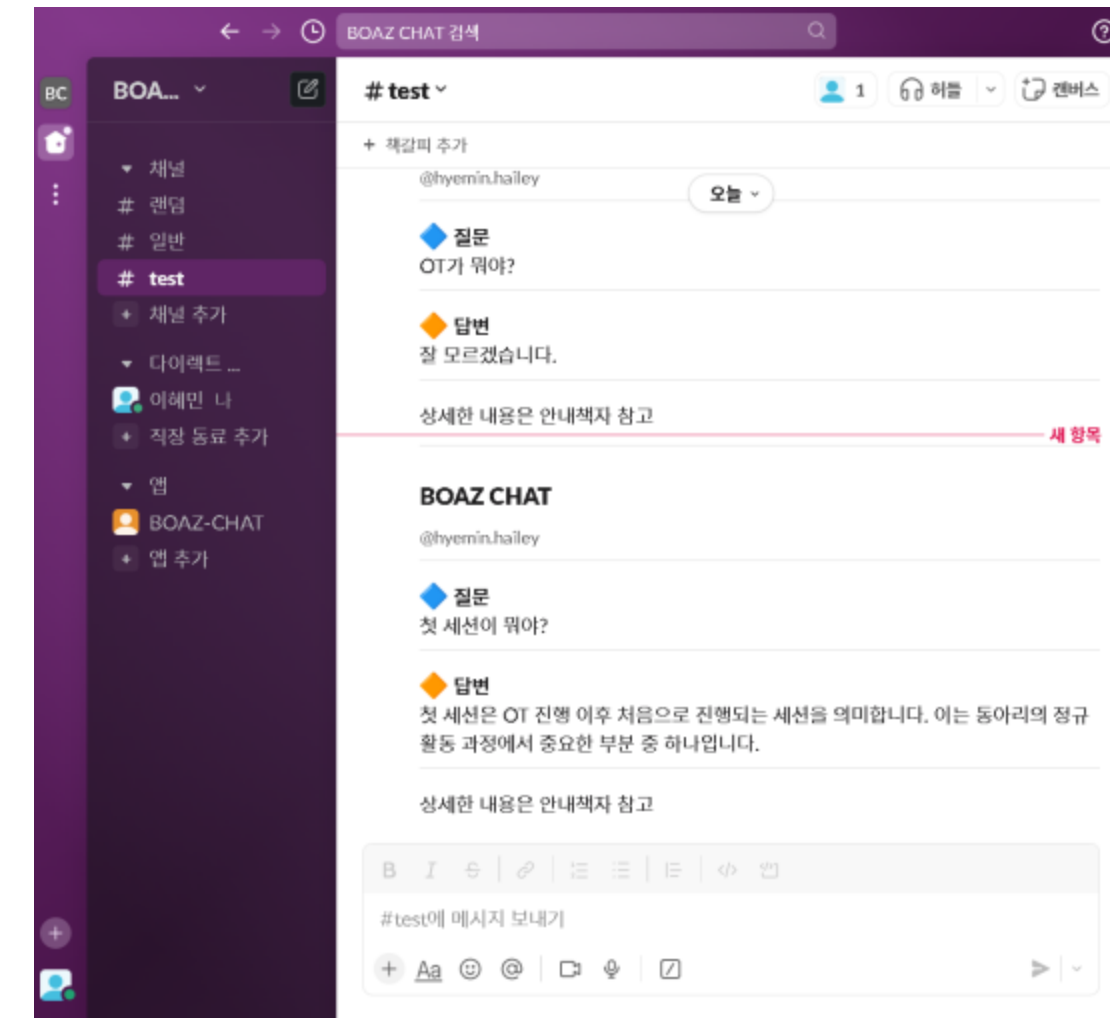 BOAZ CHAT 검색
BC
BOA...
채널
# 랜덤
# 일반
# test
+ 채널 추가
다이렉트 ...
이혜민 나
+ 직장 동료 추가
앱
BOAZ-CHAT
+ 앱 추가
# test
1
허들
캔버스
+ 책갈피 추가
@hyemin.hailey
오늘
질문
OT가 뭐야?
답변
잘 모르겠습니다.
상세한 내용은 안내책자 참고
새 항목
BOAZ CHAT
@hyemin.hailey
질문
첫 세션이 뭐야?
답변
첫 세션은 OT 진행 이후 처음으로 진행되는 세션을 의미합니다. 이는 동아리의 정규
활동 과정에서 중요한 부분 중 하나입니다.
상세한 내용은 안내책자 참고
B I S
#test에 메시지 보내기
+ Aa @